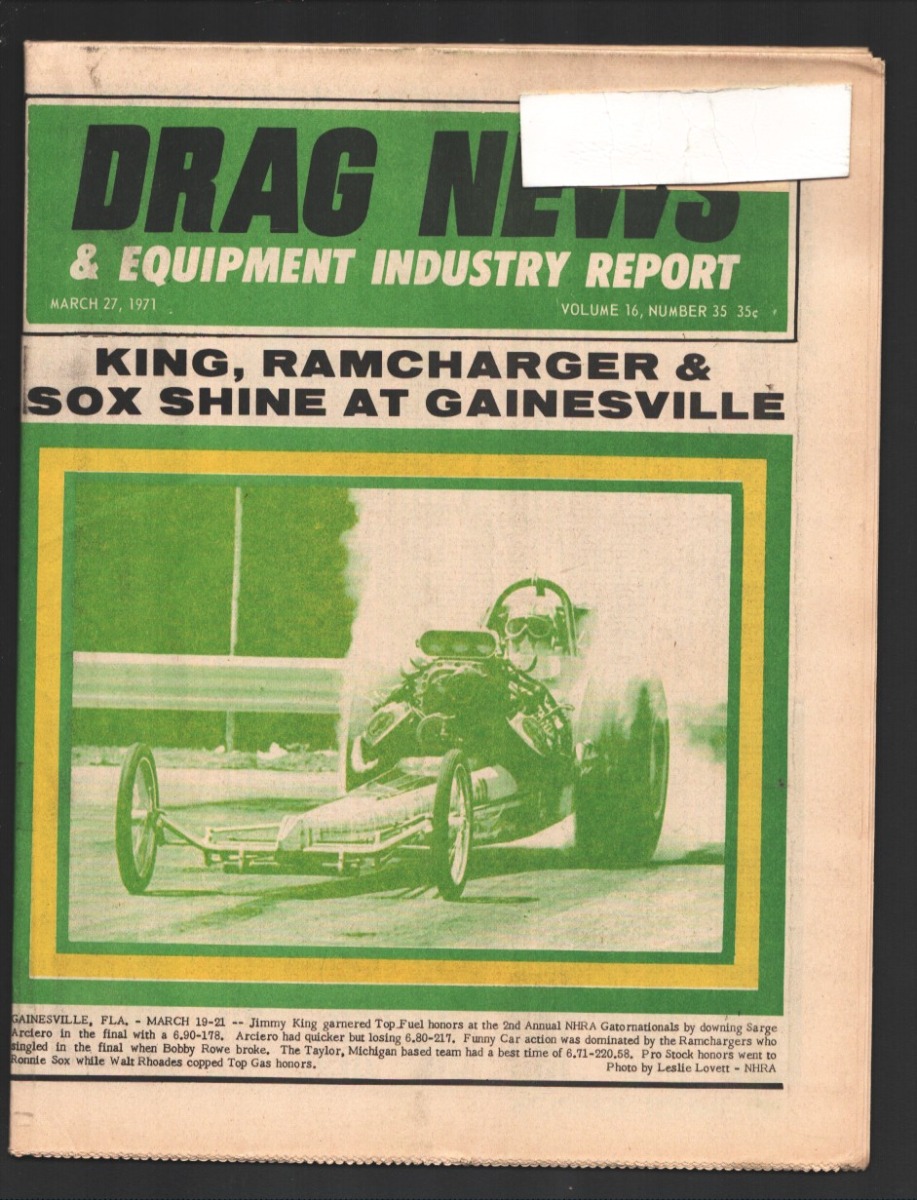 DRAG NEWS
& EQUIPMENT INDUSTRY REPORT
MARCH 27, 1971 VOLUME 16, NUMBER 35 35¢
KING, RAMCHARGER &
SOX SHINE AT GAINESVILLE
GAINESVILLE, FLA. - MARCH 19-21 -- Jimmy King garnered Top Fuel honors at the 2nd Annual NHRA Gatornationals by downing Sarge
Arciero in the final with a 6.90-178. Arciero had quicker but losing 6.80-217. Funny Car action was dominated by the Ramchargers who
singled in the final when Bobby Rowe broke. The Taylor, Michigan based team had a best time of 6.71-220.58. Pro Stock honors went to
Ronnie Sox while Walt Rhoades copped Top Gas honors. Photo by Leslie Lovett - NHRA